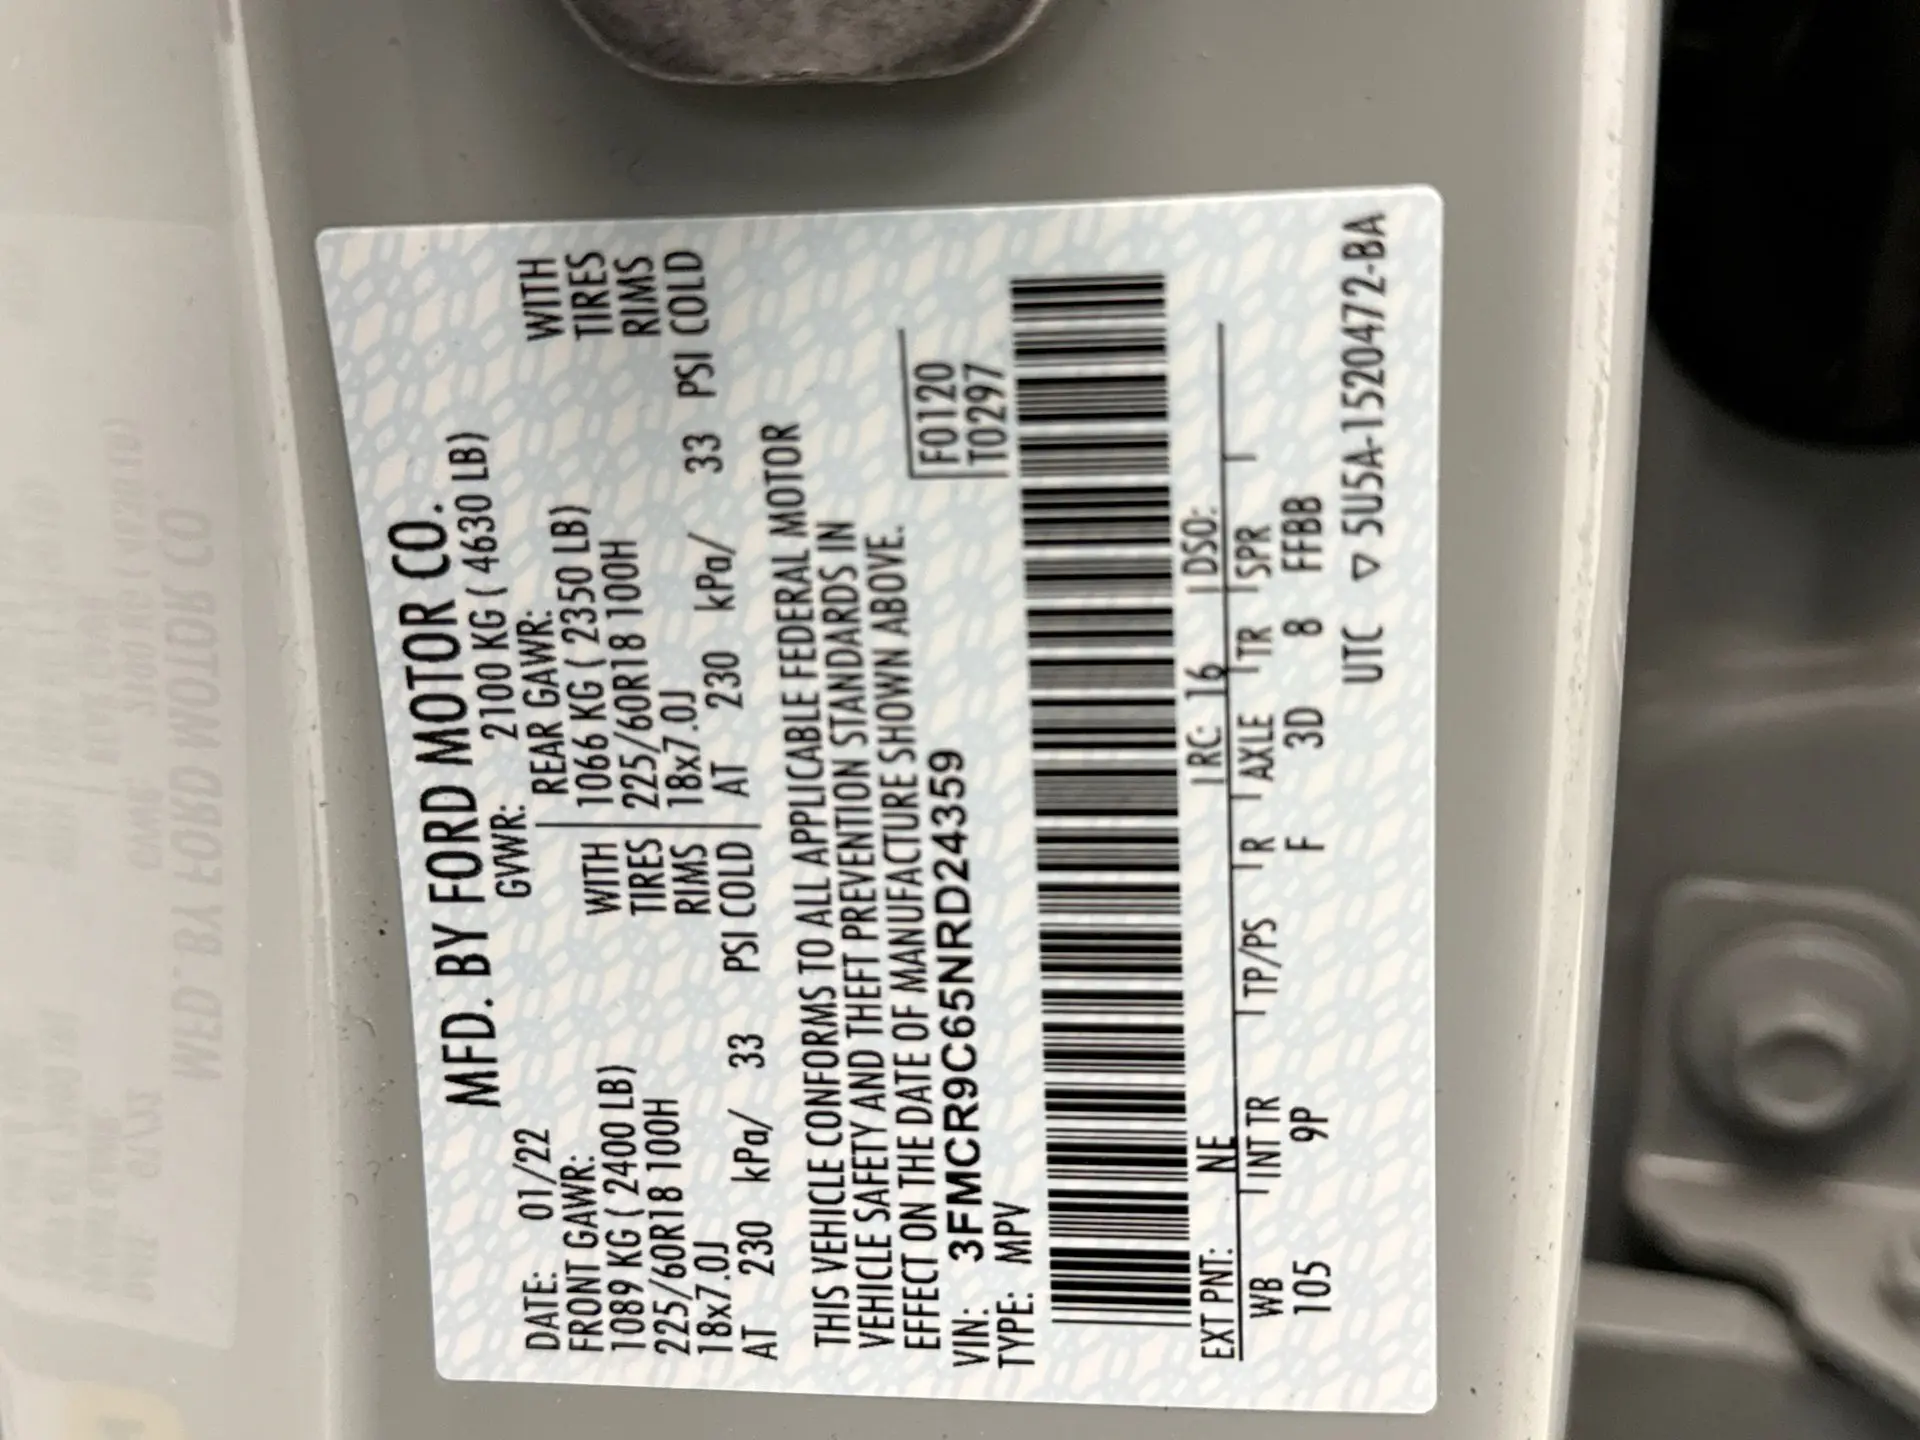 MFD. BY FORD MOTOR CO.
DATE: 01/22 GVWR: 2100 KG ( 4630 LB)
FRONT GAWR: REAR GAWR:
1089 KG ( 2400 LB) WITH 1066 KG ( 2350 LB) WITH
225/60R18 100H TIRES 225/60R18 100H TIRES
18x7.0J RIMS 18x7.0J RIMS
AT 230 kPa/ 33 PSI COLD AT 230 kPa/ 33 PSI COLD
THIS VEHICLE CONFORMS TO ALL APPLICABLE FEDERAL MOTOR
VEHICLE SAFETY AND THEFT PREVENTION STANDARDS IN
EFFECT ON THE DATE OF MANUFACTURE SHOWN ABOVE.
VIN: 3FMCR9C65NRD24359 F0120
TYPE: MPV T0297
EXT PNT: NE RC: 16 DSO:
WB INT TR TP/PS R AXLE TR SPR
105 9P F 3D 8 FFBB
UTC ▽ 5U5A-1520472-BA